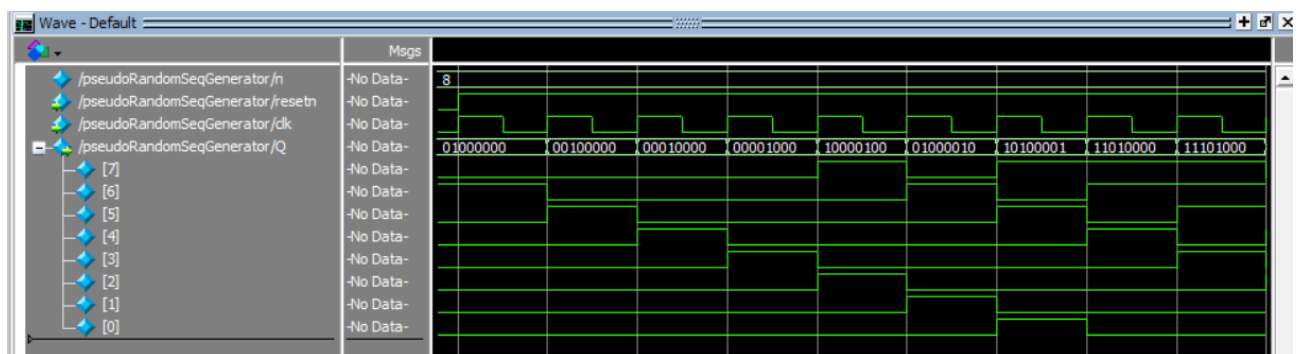 Wave - Default
Msgs
/pseudoRandomSeqGenerator/n -No Data- 8
/pseudoRandomSeqGenerator/resetn -No Data-
/pseudoRandomSeqGenerator/clk -No Data-
/pseudoRandomSeqGenerator/Q -No Data- 01000000 00100000 00010000 00001000 10000100 01000010 10100001 11010000 11101000
[7] -No Data-
[6] -No Data-
[5] -No Data-
[4] -No Data-
[3] -No Data-
[2] -No Data-
[1] -No Data-
[0] -No Data-